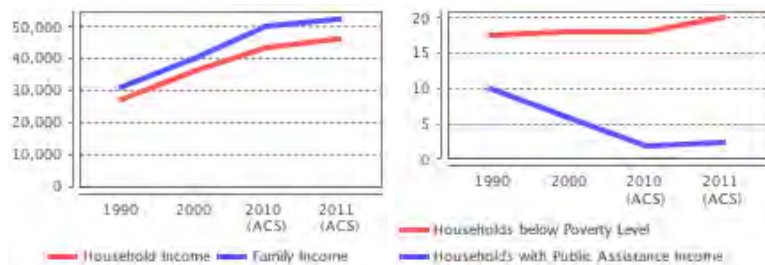 50,000
40,000
30,000
20,000
10,000
0
1990 2000 2010 (ACS) 2011 (ACS)
Household Income Family Income
20
15
10
5
0
1990 2000 2010 (ACS) 2011 (ACS)
Households below Poverty Level
Households with Public Assistance Income